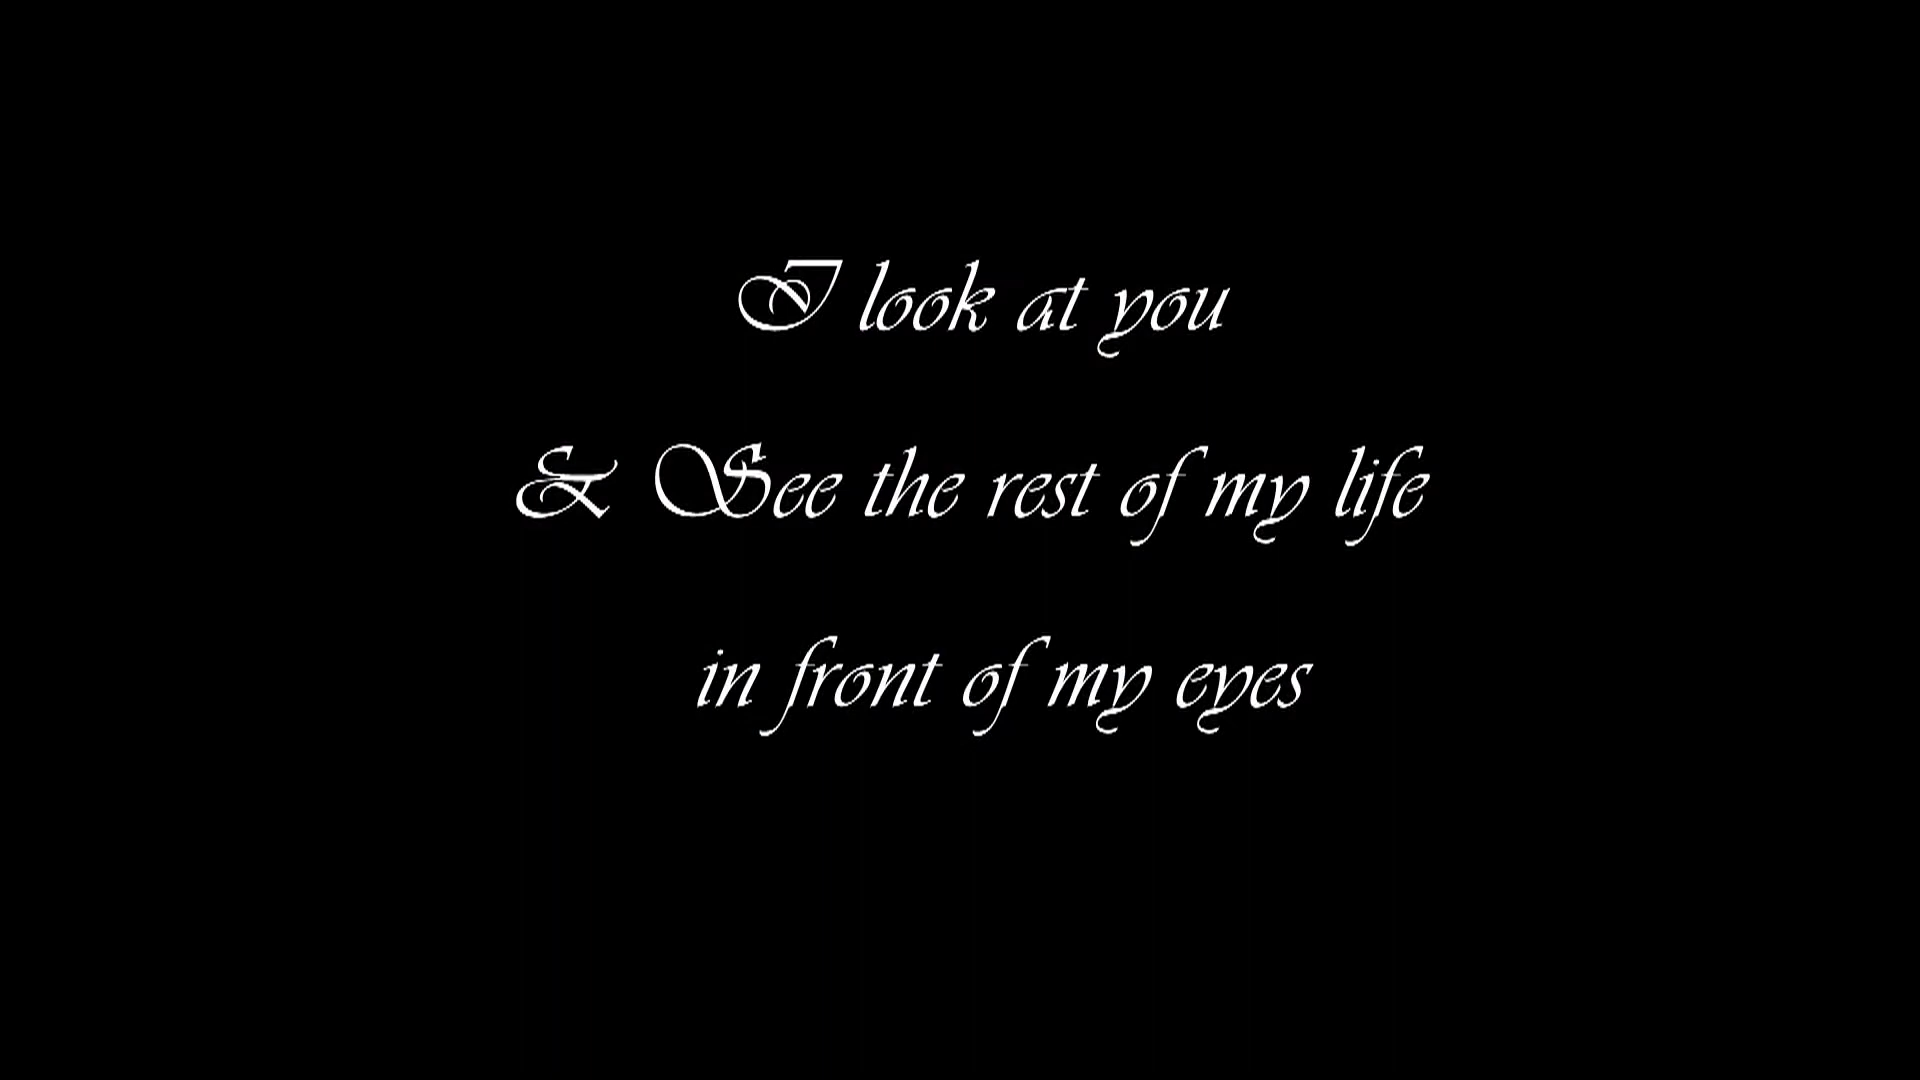 I look at you
& See the rest of my life
in front of my eyes